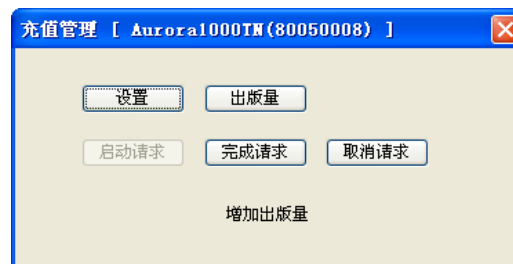 充值管理 [ Aurora1000TN(80050008) ]
设置 出版量
启动请求 完成请求 取消请求
增加出版量